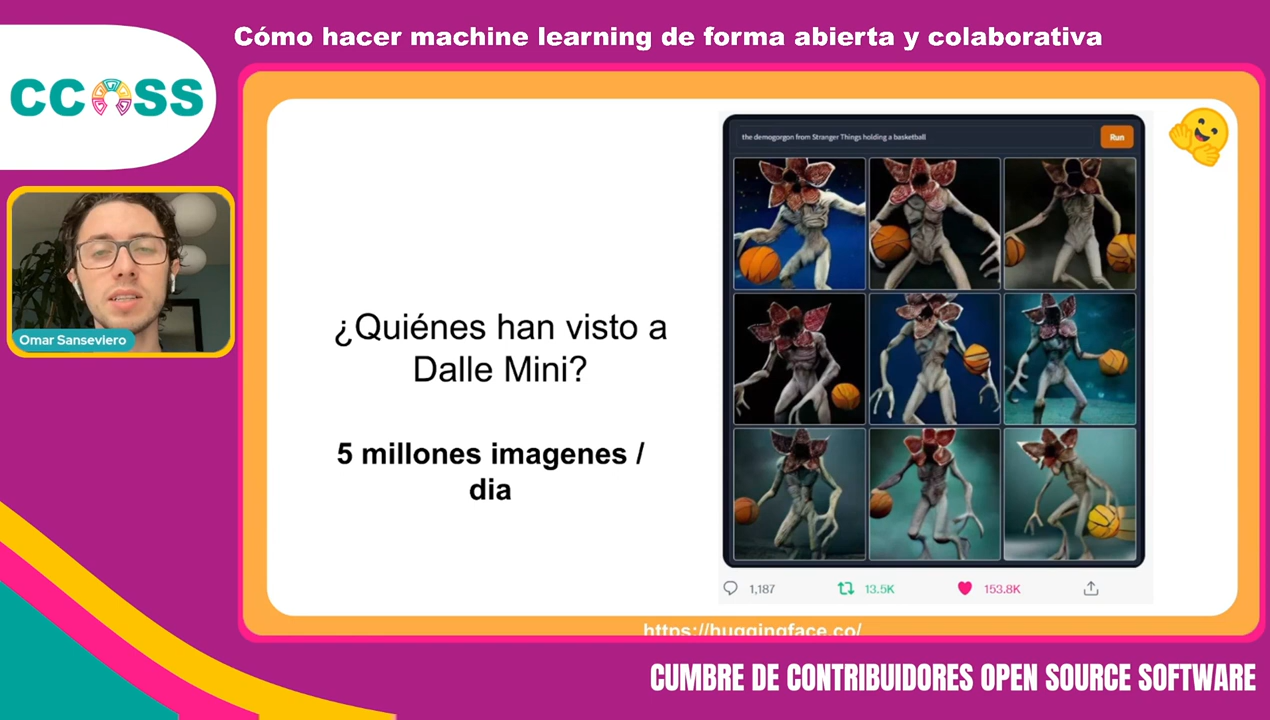 Cómo hacer machine learning de forma abierta y colaborativa
CCOSS
Omar Sanseviero
¿Quiénes han visto a
Dalle Mini?
5 millones imagenes /
dia
the demogorgon from Stranger Things holding a basketball
Run
1,187
13.5K
153.8K
https://huggingface.co/
CUMBRE DE CONTRIBUIDORES OPEN SOURCE SOFTWARE